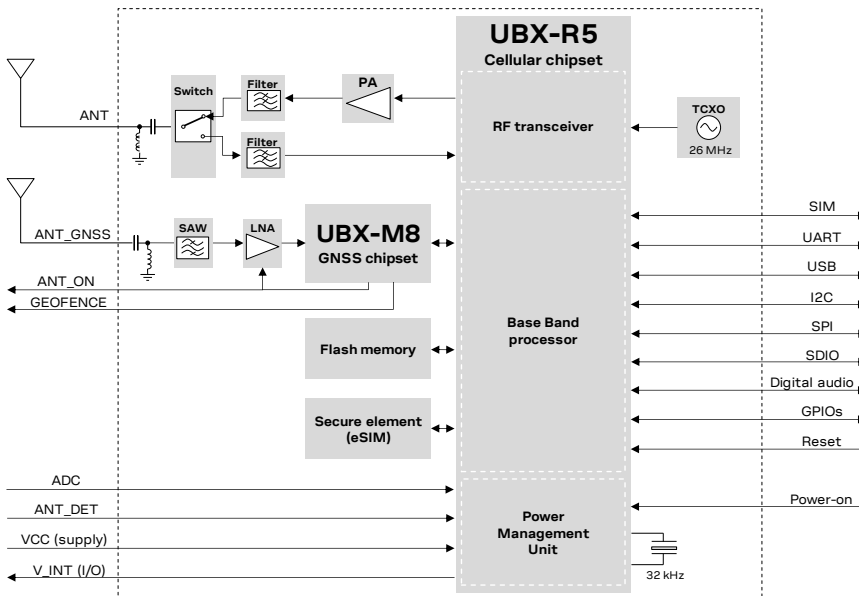 UBX-R5
Cellular chipset
Switch
Filter
PA
TCXO
ANT
RF transceiver
26 MHz
Filter
SIM
ANT_GNSS
SAW
LNA
UBX-M8
GNSS chipset
UART
USB
ANT_ON
GEOFENCE
I2C
Base Band
processor
SPI
Flash memory
SDIO
Digital audio
GPIOs
Secure element
(eSIM)
Reset
ADC
Power-on
ANT_DET
Power
Management
Unit
VCC (supply)
V_INT (I/O)
32 kHz